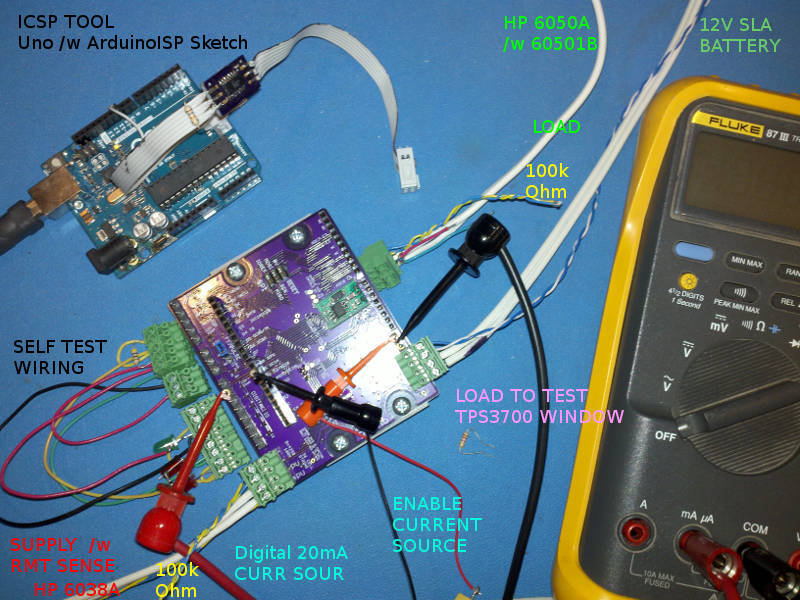 ICSP TOOL
Uno /w ArduinoISP Sketch
HP 6050A
/w 60501B
12V SLA
BATTERY
LOAD
100k
Ohm
FLUKE 87 III
MIN MAX
RAN
PEAK MIN MAX
REL
4½ DIGITS
1 Second
mV
Ω
V
V
OFF
SELF TEST
WIRING
LOAD TO TEST
TPS3700 WINDOW
ENABLE
CURRENT
SOURCE
A
mA µA
COM
10A MAX
FUSED
SUPPLY /w
RMT SENSE
HP 6038A
100k
Ohm
Digital 20mA
CURR SOUR